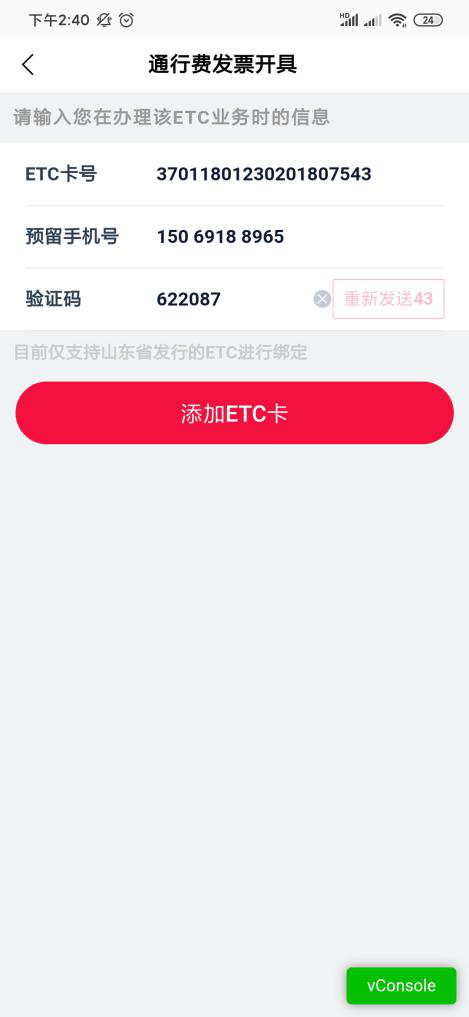 下午2:40
HD
24
通行费发票开具
请输入您在办理该ETC业务时的信息
ETC卡号 37011801230201807543
预留手机号 150 6918 8965
验证码 622087 重新发送43
目前仅支持山东省发行的ETC进行绑定
添加ETC卡
vConsole